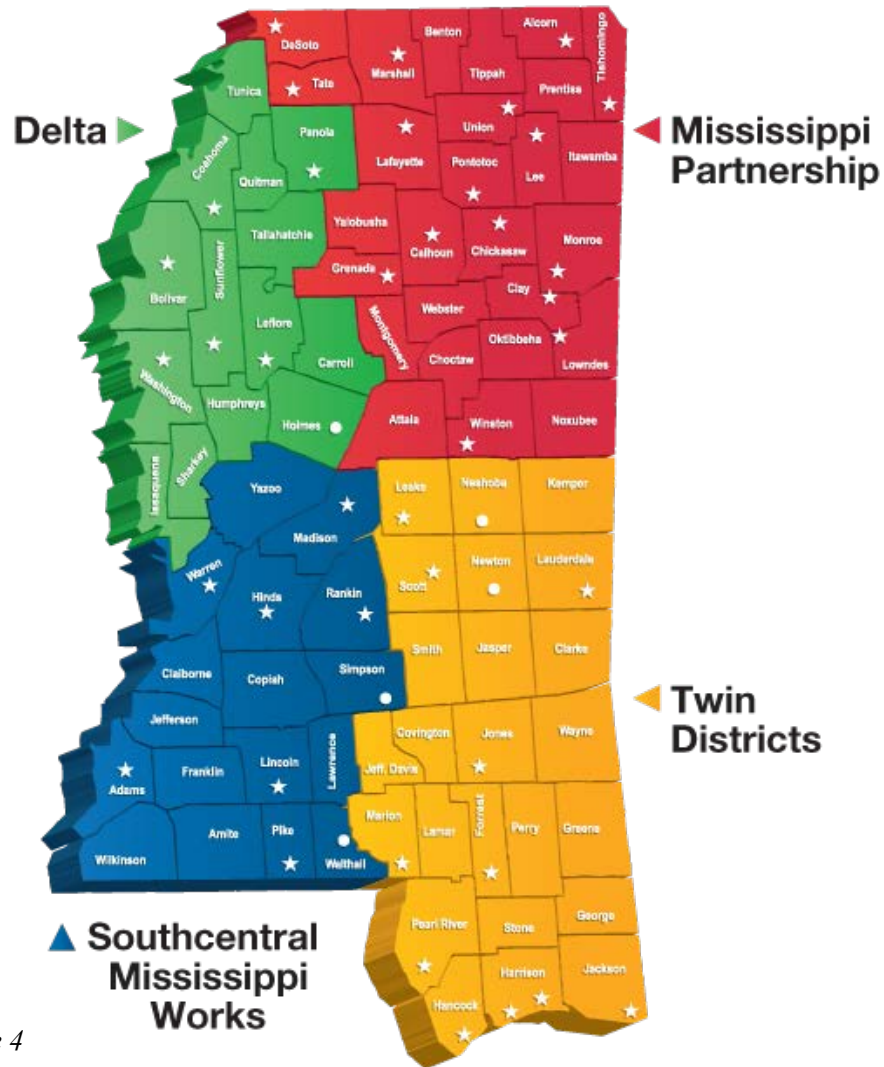 Delta
Mississippi
Partnership
Twin
Districts
Southcentral
Mississippi
Works
DeSoto
Benton
Alcorn
Tishomingo
Marshall
Tippah
Tate
Prentiss
Tunica
Panola
Union
Lafayette
Itawamba
Coahoma
Pontotoc
Lee
Quitman
Yalobusha
Tallahatchie
Calhoun
Chickasaw
Monroe
Grenada
Sunflower
Clay
Bolivar
Webster
Leflore
Montgomery
Oktibbeha
Carroll
Choctaw
Lowndes
Washington
Humphreys
Holmes
Attala
Winston
Noxubee
Sharkey
Issaquena
Yazoo
Leake
Neshoba
Kemper
Madison
Warren
Newton
Lauderdale
Scott
Hinds
Rankin
Smith
Jasper
Clarke
Claiborne
Copiah
Simpson
Jefferson
Covington
Jones
Wayne
Lincoln
Lawrence
Jeff. Davis
Adams
Franklin
Marion
Lamar
Forrest
Perry
Greene
Amite
Pike
Walthall
Wilkinson
Pearl River
Stone
George
Harrison
Jackson
Hancock
4